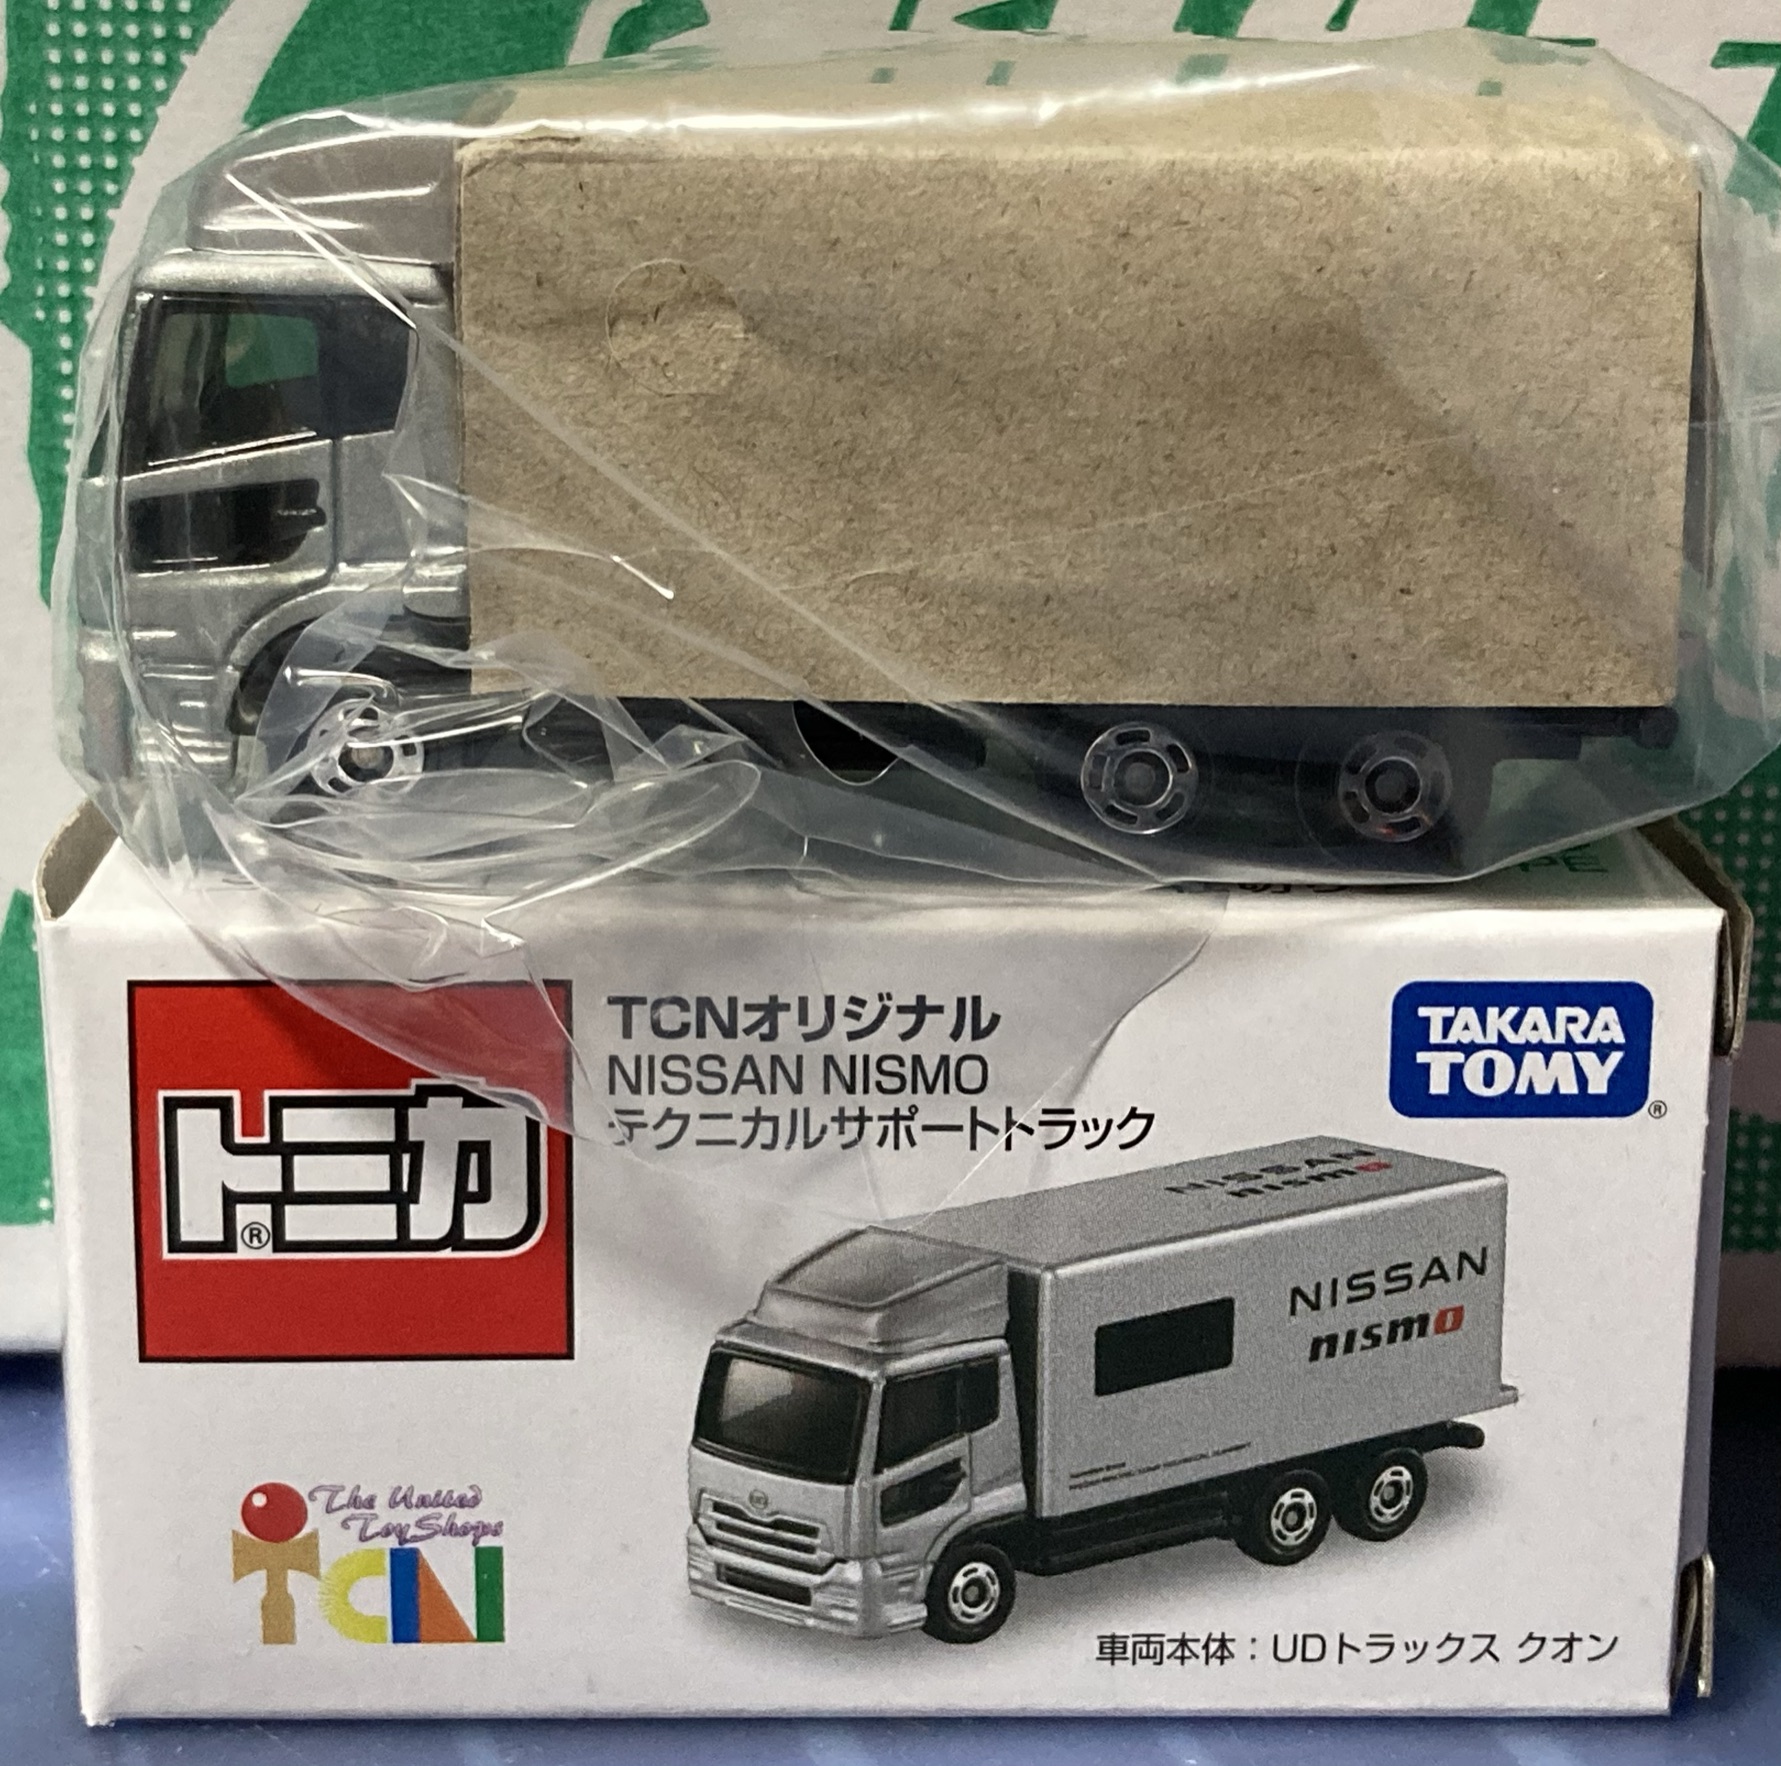 TCNオリジナル
NISSAN NISMO
テクニカルサポートトラック
TAKARA
TOMY
®
トミカ
®
NISSAN
nismo
NISSAN
nismo
The United
ToyShops
TCN
車両本体：UDトラックス クオン
PE